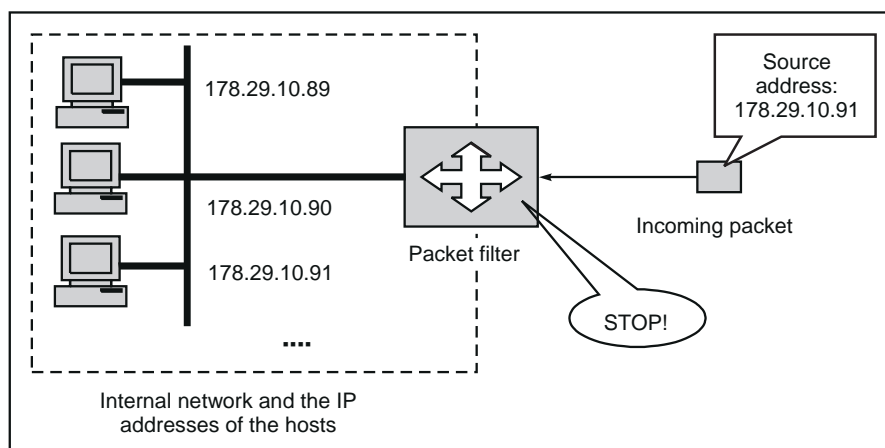 178.29.10.89
178.29.10.90
178.29.10.91
....
Internal network and the IP
addresses of the hosts
Packet filter
STOP!
Source
address:
178.29.10.91
Incoming packet